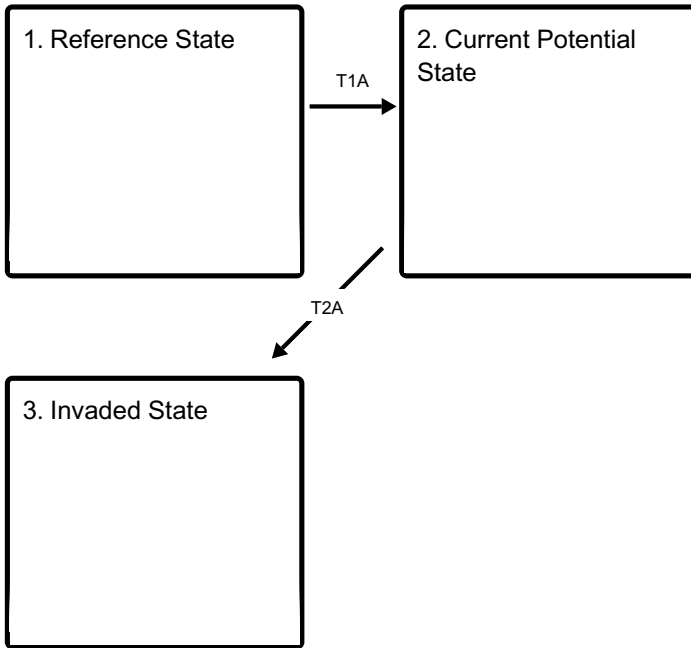 1. Reference State
T1A
2. Current Potential
State
T2A
3. Invaded State